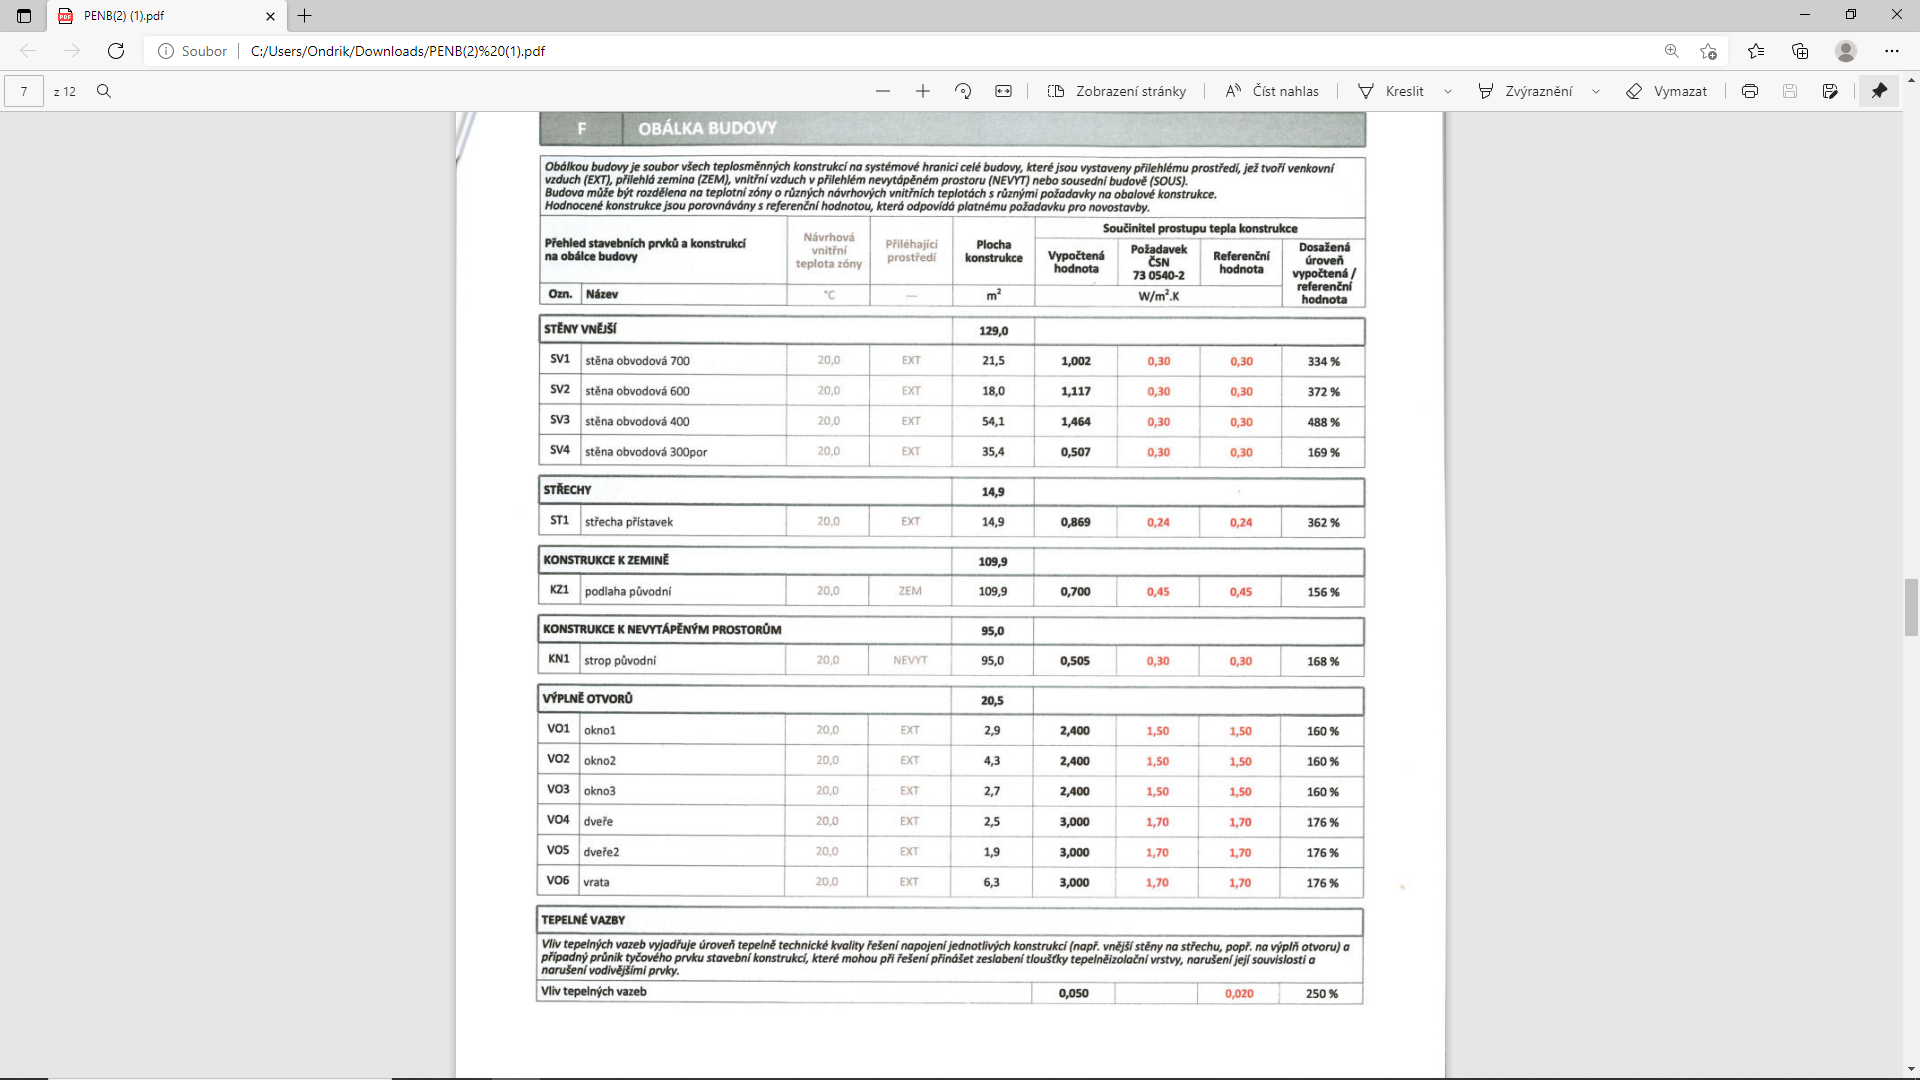 PENB(2) (1).pdf
Soubor
C:/Users/Ondrik/Downloads/PENB(2)%20(1).pdf
7 z 12
Zobrazení stránky
Číst nahlas
Kreslit
Zvýraznění
Vymazat
F OBÁLKA BUDOVY
Obálkou budovy je soubor všech teplosměnných konstrukcí na systémové hranici celé budovy, které jsou vystaveny přilehlému prostředí, jež tvoří venkovní
vzduch (EXT), přilehlá zemina (ZEM), vnitřní vzduch v přilehlém nevytápěném prostoru (NEVYT) nebo sousední budově (SOUS).
Budova může být rozdělena na teplotní zóny o různých návrhových vnitřních teplotách s různými požadavky na obalové konstrukce.
Hodnocené konstrukce jsou porovnávány s referenční hodnotou, která odpovídá platnému požadavku pro novostavby.
Přehled stavebních prvků a konstrukcí
na obálce budovy
Návrhová
vnitřní
teplota zóny
Přiléhající
prostředí
Plocha
konstrukce
Součinitel prostupu tepla konstrukce
Vypočtená
hodnota
Požadavek
ČSN
73 0540-2
Referenční
hodnota
Dosažená
úroveň
vypočtená /
referenční
hodnota
Ozn. Název °C --- m² W/m².K
STĚNY VNĚJŠÍ 129,0
SV1 stěna obvodová 700 20,0 EXT 21,5 1,002 0,30 0,30 334 %
SV2 stěna obvodová 600 20,0 EXT 18,0 1,117 0,30 0,30 372 %
SV3 stěna obvodová 400 20,0 EXT 54,1 1,464 0,30 0,30 488 %
SV4 stěna obvodová 300por 20,0 EXT 35,4 0,507 0,30 0,30 169 %
STŘECHY 14,9
ST1 střecha přístavek 20,0 EXT 14,9 0,869 0,24 0,24 362 %
KONSTRUKCE K ZEMINĚ 109,9
KZ1 podlaha původní 20,0 ZEM 109,9 0,700 0,45 0,45 156 %
KONSTRUKCE K NEVYTÁPĚNÝM PROSTORŮM 95,0
KN1 strop původní 20,0 NEVYT 95,0 0,505 0,30 0,30 168 %
VÝPLNĚ OTVORŮ 20,5
VO1 okno1 20,0 EXT 2,9 2,400 1,50 1,50 160 %
VO2 okno2 20,0 EXT 4,3 2,400 1,50 1,50 160 %
VO3 okno3 20,0 EXT 2,7 2,400 1,50 1,50 160 %
VO4 dveře 20,0 EXT 2,5 3,000 1,70 1,70 176 %
VO5 dveře2 20,0 EXT 1,9 3,000 1,70 1,70 176 %
VO6 vrata 20,0 EXT 6,3 3,000 1,70 1,70 176 %
TEPELNÉ VAZBY
Vliv tepelných vazeb vyjadřuje úroveň tepelně technické kvality řešení napojení jednotlivých konstrukcí (např. vnější stěny na střechu, popř. na výplň otvoru) a
případný průnik tyčového prvku stavební konstrukcí, které mohou při řešení přinášet zeslabení tloušťky tepelněizolační vrstvy, narušení její souvislosti a
narušení vodivějšími prvky.
Vliv tepelných vazeb 0,050 0,020 250 %